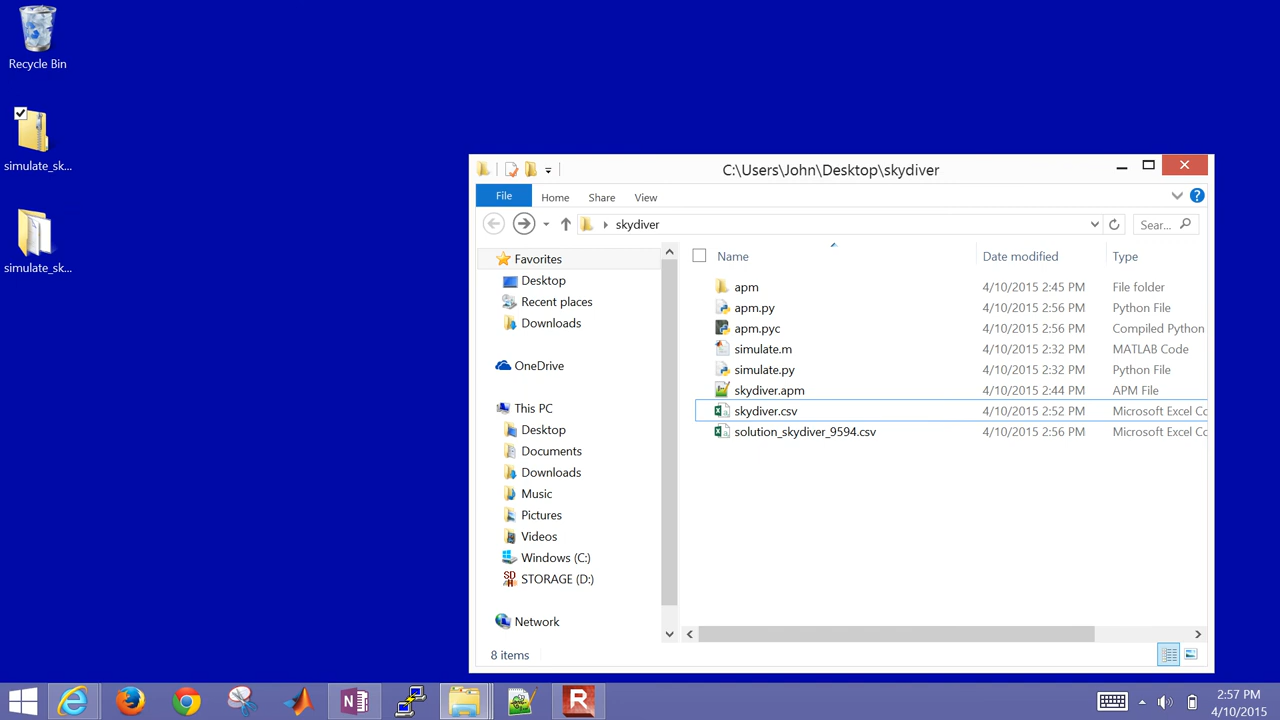 Recycle Bin
simulate_sk...
simulate_sk...
C:\Users\John\Desktop\skydiver
File Home Share View
skydiver
Sear...
Favorites
Desktop
Recent places
Downloads
OneDrive
This PC
Desktop
Documents
Downloads
Music
Pictures
Videos
Windows (C:)
STORAGE (D:)
Network
Name Date modified Type
apm 4/10/2015 2:45 PM File folder
apm.py 4/10/2015 2:56 PM Python File
apm.pyc 4/10/2015 2:56 PM Compiled Python
simulate.m 4/10/2015 2:32 PM MATLAB Code
simulate.py 4/10/2015 2:32 PM Python File
skydiver.apm 4/10/2015 2:44 PM APM File
skydiver.csv 4/10/2015 2:52 PM Microsoft Excel Co
solution_skydiver_9594.csv 4/10/2015 2:56 PM Microsoft Excel Co
8 items
2:57 PM
4/10/2015